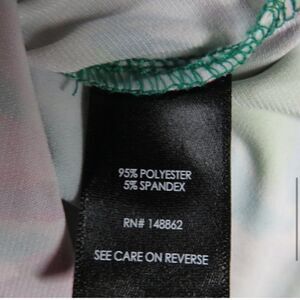 95% POLYESTER
5% SPANDEX
RN# 148862
SEE CARE ON REVERSE